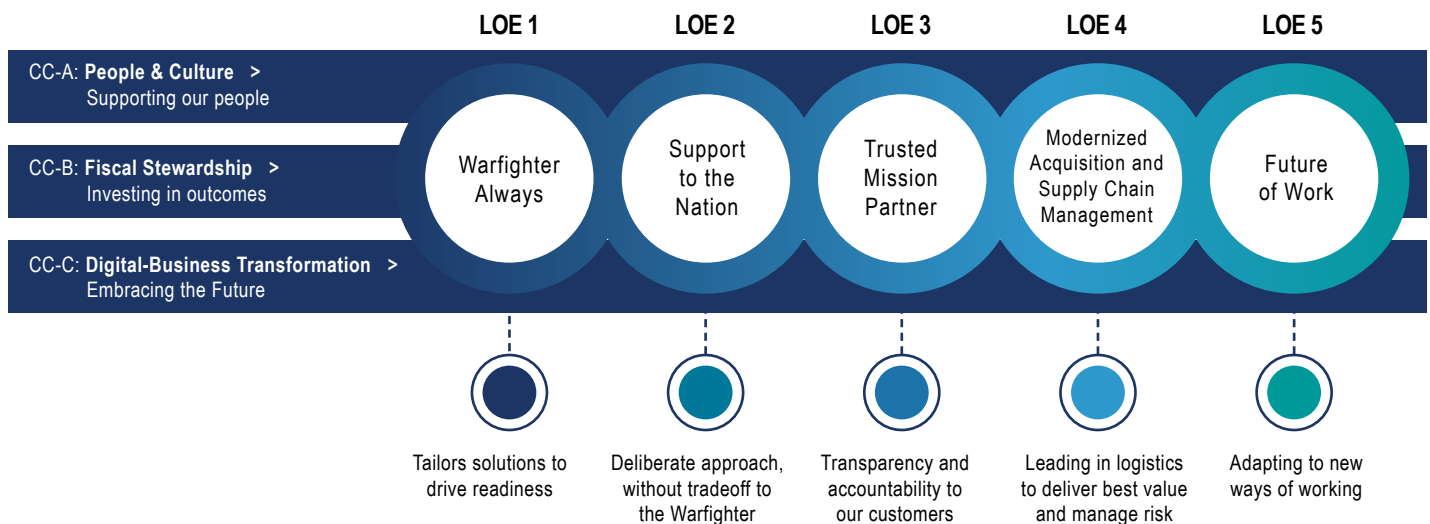 LOE 1
LOE 2
LOE 3
LOE 4
LOE 5
CC-A: People & Culture >
Supporting our people
CC-B: Fiscal Stewardship >
Investing in outcomes
CC-C: Digital-Business Transformation >
Embracing the Future
Warfighter
Always
Support
to the
Nation
Trusted
Mission
Partner
Modernized
Acquisition and
Supply Chain
Management
Future
of Work
Tailors solutions to
drive readiness
Deliberate approach,
without tradeoff to
the Warfighter
Transparency and
accountability to
our customers
Leading in logistics
to deliver best value
and manage risk
Adapting to new
ways of working